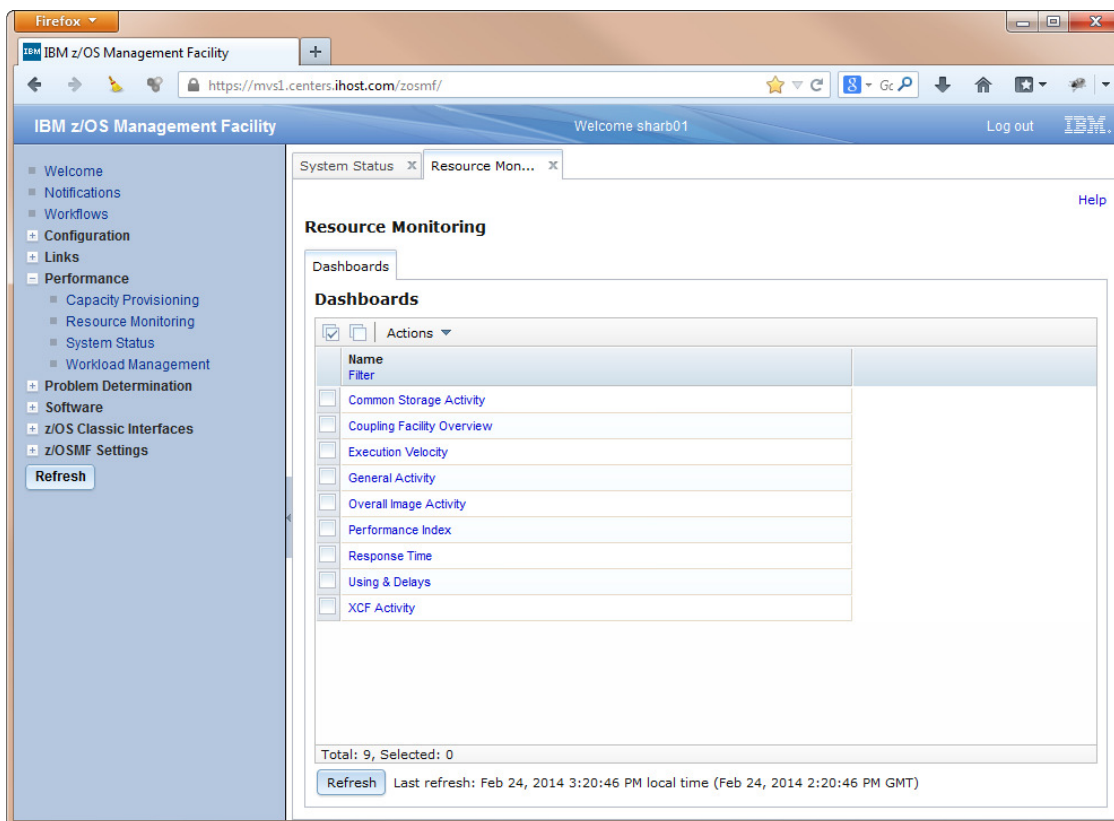 Firefox
IBM IBM z/OS Management Facility
https://mvs1.centers.ihost.com/zosmf/
8
IBM z/OS Management Facility
Welcome sharb01
Log out
IBM.
Welcome
Notifications
Workflows
Configuration
Links
Performance
Capacity Provisioning
Resource Monitoring
System Status
Workload Management
Problem Determination
Software
z/OS Classic Interfaces
z/OSMF Settings
Refresh
System Status x
Resource Mon... x
Help
Resource Monitoring
Dashboards
Dashboards
Actions
Name
Filter
Common Storage Activity
Coupling Facility Overview
Execution Velocity
General Activity
Overall Image Activity
Performance Index
Response Time
Using & Delays
XCF Activity
Total: 9, Selected: 0
Refresh Last refresh: Feb 24, 2014 3:20:46 PM local time (Feb 24, 2014 2:20:46 PM GMT)